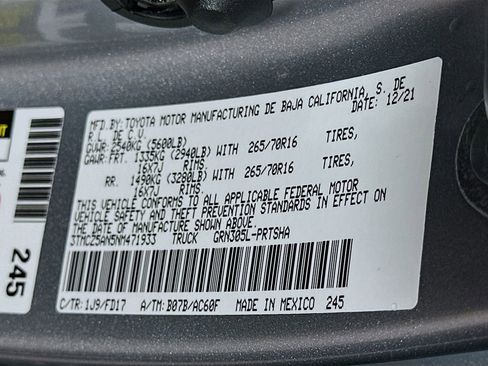 MFD.BY:TOYOTA MOTOR MANUFACTURING DE BAJA CALIFORNIA, S. DE
R.L. DE C.V. DATE: 12/21
GVWR:2540KG (5600LB)
GAWR:FRT. 1335KG (2940LB)WITH 265/70R16 TIRES,
16X7J RIMS,
RR. 1490KG (3280LB)WITH 265/70R16 TIRES,
16X7J RIMS
THIS VEHICLE CONFORMS TO ALL APPLICABLE FEDERAL MOTOR
VEHICLE SAFETY AND THEFT PREVENTION STANDARDS IN EFFECT ON
THE DATE OF MANUFACTURE SHOWN ABOVE.
3TMCZ5AN5NM471933 TRUCK GRN305L-PRTSHA
C/TR:1J9/FD17 A/TM:B07B/AC60F MADE IN MEXICO 245
245